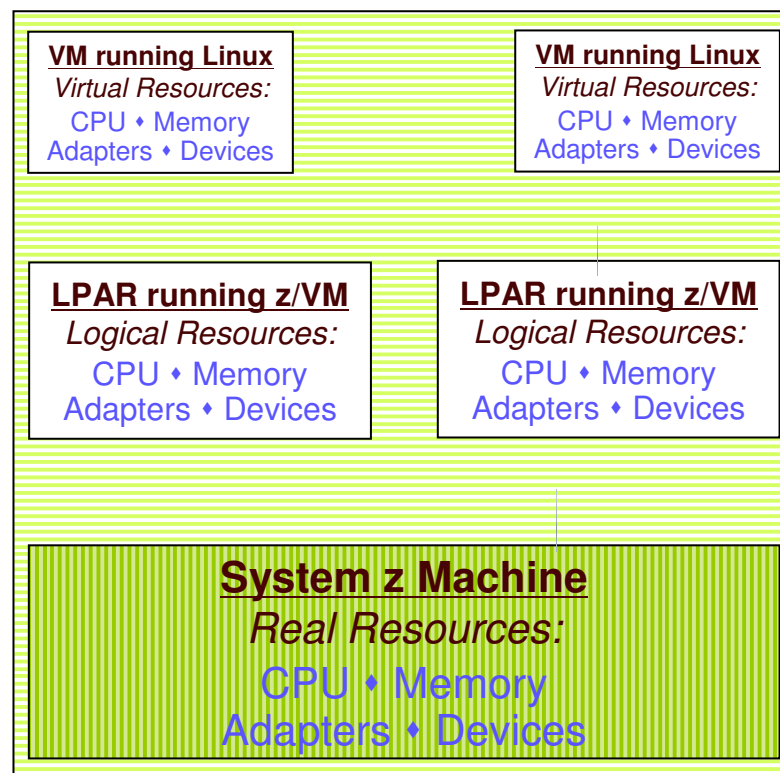 VM running Linux
Virtual Resources:
CPU ⬩ Memory
Adapters ⬩ Devices
VM running Linux
Virtual Resources:
CPU ⬩ Memory
Adapters ⬩ Devices
LPAR running z/VM
Logical Resources:
CPU ⬩ Memory
Adapters ⬩ Devices
LPAR running z/VM
Logical Resources:
CPU ⬩ Memory
Adapters ⬩ Devices
System z Machine
Real Resources:
CPU ⬩ Memory
Adapters ⬩ Devices